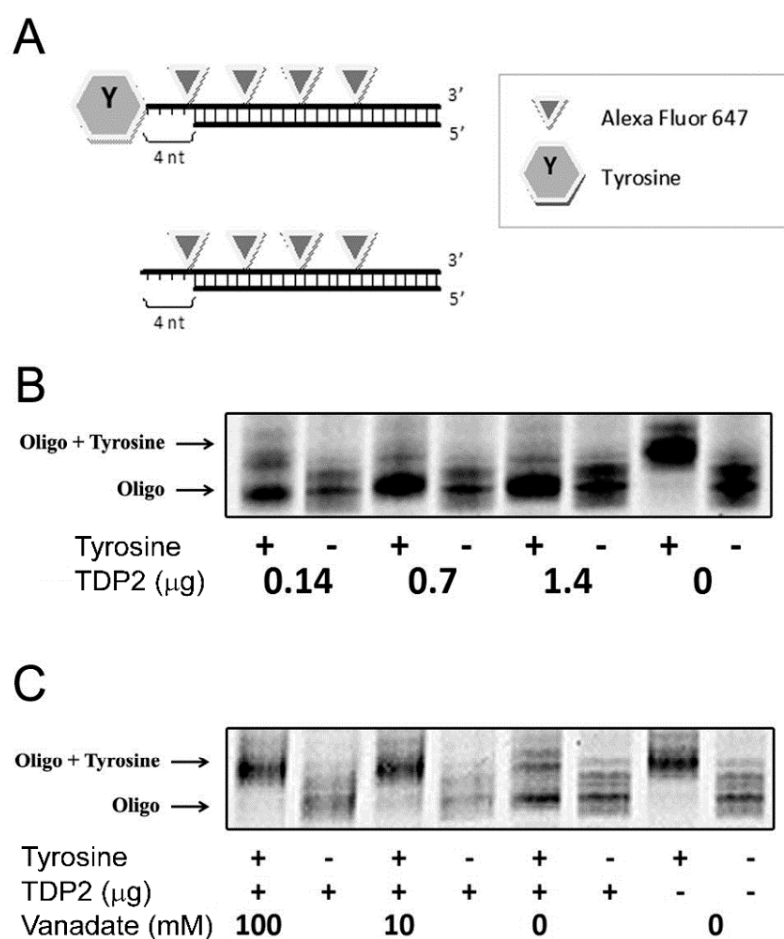 A
Y
3'
5'
4 nt
Alexa Fluor 647
Y
Tyrosine
3'
5'
4 nt
B
Oligo + Tyrosine
Oligo
Tyrosine + - + - + - + -
TDP2 (μg) 0.14 0.7 1.4 0
C
Oligo + Tyrosine
Oligo
Tyrosine + - + - + - + -
TDP2 (μg) + + + + + + - -
Vanadate (mM) 100 10 0 0